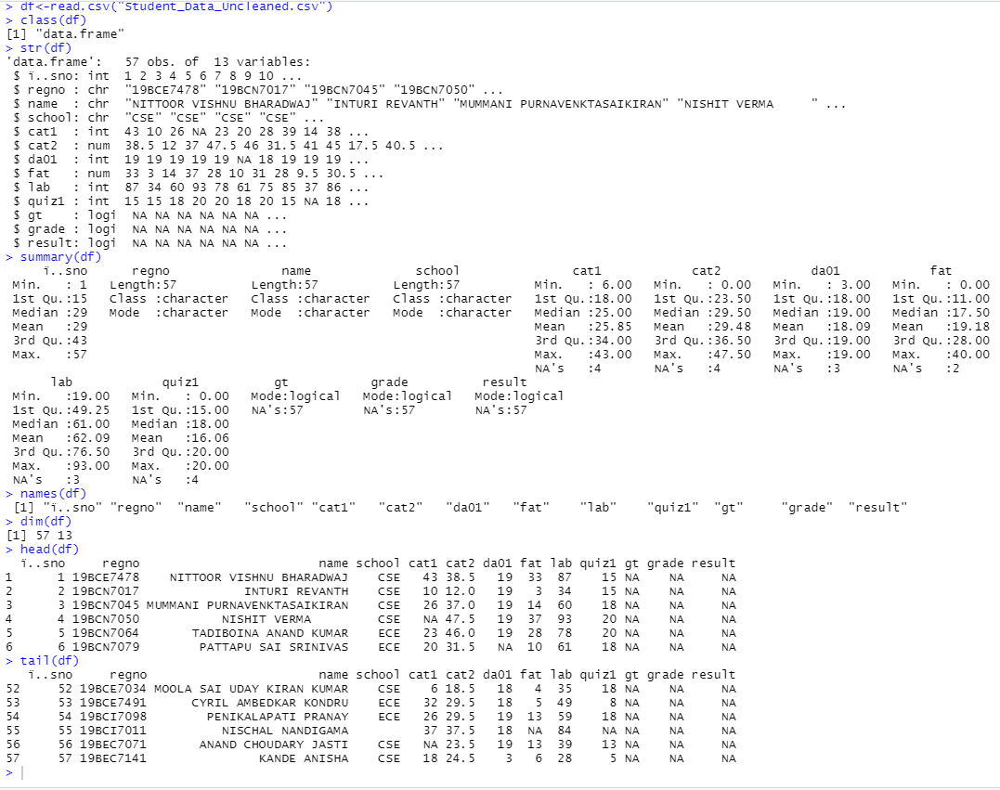 > df<-read.csv("Student_Data_Uncleaned.csv")
> class(df)
[1] "data.frame"
> str(df)
'data.frame':   57 obs. of  13 variables:
 $ ï..sno: int  1 2 3 4 5 6 7 8 9 10 ...
 $ regno : chr  "19BCE7478" "19BCN7017" "19BCN7045" "19BCN7050" ...
 $ name  : chr  "NITTOOR VISHNU BHARADWAJ" "INTURI REVANTH" "MUMMANI PURNAVENKTASAIKIRAN" "NISHIT VERMA     " ...
 $ school: chr  "CSE" "CSE" "CSE" "CSE" ...
 $ cat1  : int  43 10 26 NA 23 20 28 39 14 38 ...
 $ cat2  : num  38.5 12 37 47.5 46 31.5 41 45 17.5 40.5 ...
 $ da01  : int  19 19 19 19 NA 18 19 19 19 ...
 $ fat   : num  33 3 14 37 28 10 31 28 9.5 30.5 ...
 $ lab   : int  87 34 60 93 78 61 75 85 37 86 ...
 $ quiz1 : int  15 15 18 20 20 18 20 15 NA 18 ...
 $ gt    : logi  NA NA NA NA NA NA ...
 $ grade : logi  NA NA NA NA NA NA ...
 $ result: logi  NA NA NA NA NA NA ...
> summary(df)
     ï..sno      regno               name              school               cat1            cat2            da01            fat
 Min.   : 1   Length:57          Length:57          Length:57          Min.   : 6.00   Min.   : 0.00   Min.   : 3.00   Min.   : 0.00
 1st Qu.:15   Class :character   Class :character   Class :character   1st Qu.:18.00   1st Qu.:23.50   1st Qu.:18.00   1st Qu.:11.00
 Median :29   Mode  :character   Mode  :character   Mode  :character   Median :25.00   Median :29.50   Median :19.00   Median :17.50
 Mean   :29                                                            Mean   :25.85   Mean   :29.48   Mean   :18.09   Mean   :19.18
 3rd Qu.:43                                                            3rd Qu.:34.00   3rd Qu.:36.50   3rd Qu.:19.00   3rd Qu.:28.00
 Max.   :57                                                            Max.   :43.00   Max.   :47.50   Max.   :19.00   Max.   :40.00
                                                                       NA's   :4       NA's   :4       NA's   :3       NA's   :2
      lab            quiz1          gt            grade         result
 Min.   :19.00   Min.   : 0.00   Mode:logical   Mode:logical   Mode:logical
 1st Qu.:49.25   1st Qu.:15.00   NA's:57        NA's:57        NA's:57
 Median :61.00   Median :18.00
 Mean   :62.09   Mean   :16.06
 3rd Qu.:76.50   3rd Qu.:20.00
 Max.   :93.00   Max.   :20.00
 NA's   :3       NA's   :4
> names(df)
 [1] "ï..sno" "regno"  "name"   "school" "cat1"   "cat2"   "da01"   "fat"    "lab"    "quiz1"  "gt"     "grade"  "result"
> dim(df)
[1] 57 13
> head(df)
  ï..sno     regno                        name school cat1 cat2 da01 fat lab quiz1 gt grade result
1      1 19BCE7478    NITTOOR VISHNU BHARADWAJ    CSE   43 38.5   19  33  87    15 NA    NA     NA
2      2 19BCN7017              INTURI REVANTH    CSE   10 12.0   19   3  34    15 NA    NA     NA
3      3 19BCN7045 MUMMANI PURNAVENKTASAIKIRAN    CSE   26 37.0   19  14  60    18 NA    NA     NA
4      4 19BCN7050           NISHIT VERMA         CSE   NA 47.5   19  37  93    20 NA    NA     NA
5      5 19BCN7064       TADIBOINA ANAND KUMAR    ECE   23 46.0   19  28  78    20 NA    NA     NA
6      6 19BCN7079        PATTAPU SAI SRINIVAS    ECE   20 31.5   NA  10  61    18 NA    NA     NA
> tail(df)
   ï..sno     regno                       name school cat1 cat2 da01 fat lab quiz1 gt grade result
52     52 19BCE7034 MOOLA SAI UDAY KIRAN KUMAR    CSE    6 18.5   18   4  35    18 NA    NA     NA
53     53 19BCE7491      CYRIL AMBEDKAR KONDRU    ECE   32 29.5   18   5  49     8 NA    NA     NA
54     54 19BCI7098        PENIKALAPATI PRANAY    ECE   26 29.5   19  13  59    18 NA    NA     NA
55     55 19BCI7011          NISCHAL NANDIGAMA          37 37.5   18  NA  84    NA NA    NA     NA
56     56 19BEC7071       ANAND CHOUDARY JASTI    CSE   NA 23.5   19  13  39    13 NA    NA     NA
57     57 19BEC7141               KANDE ANISHA    CSE   18 24.5    3   6  28     5 NA    NA     NA
>